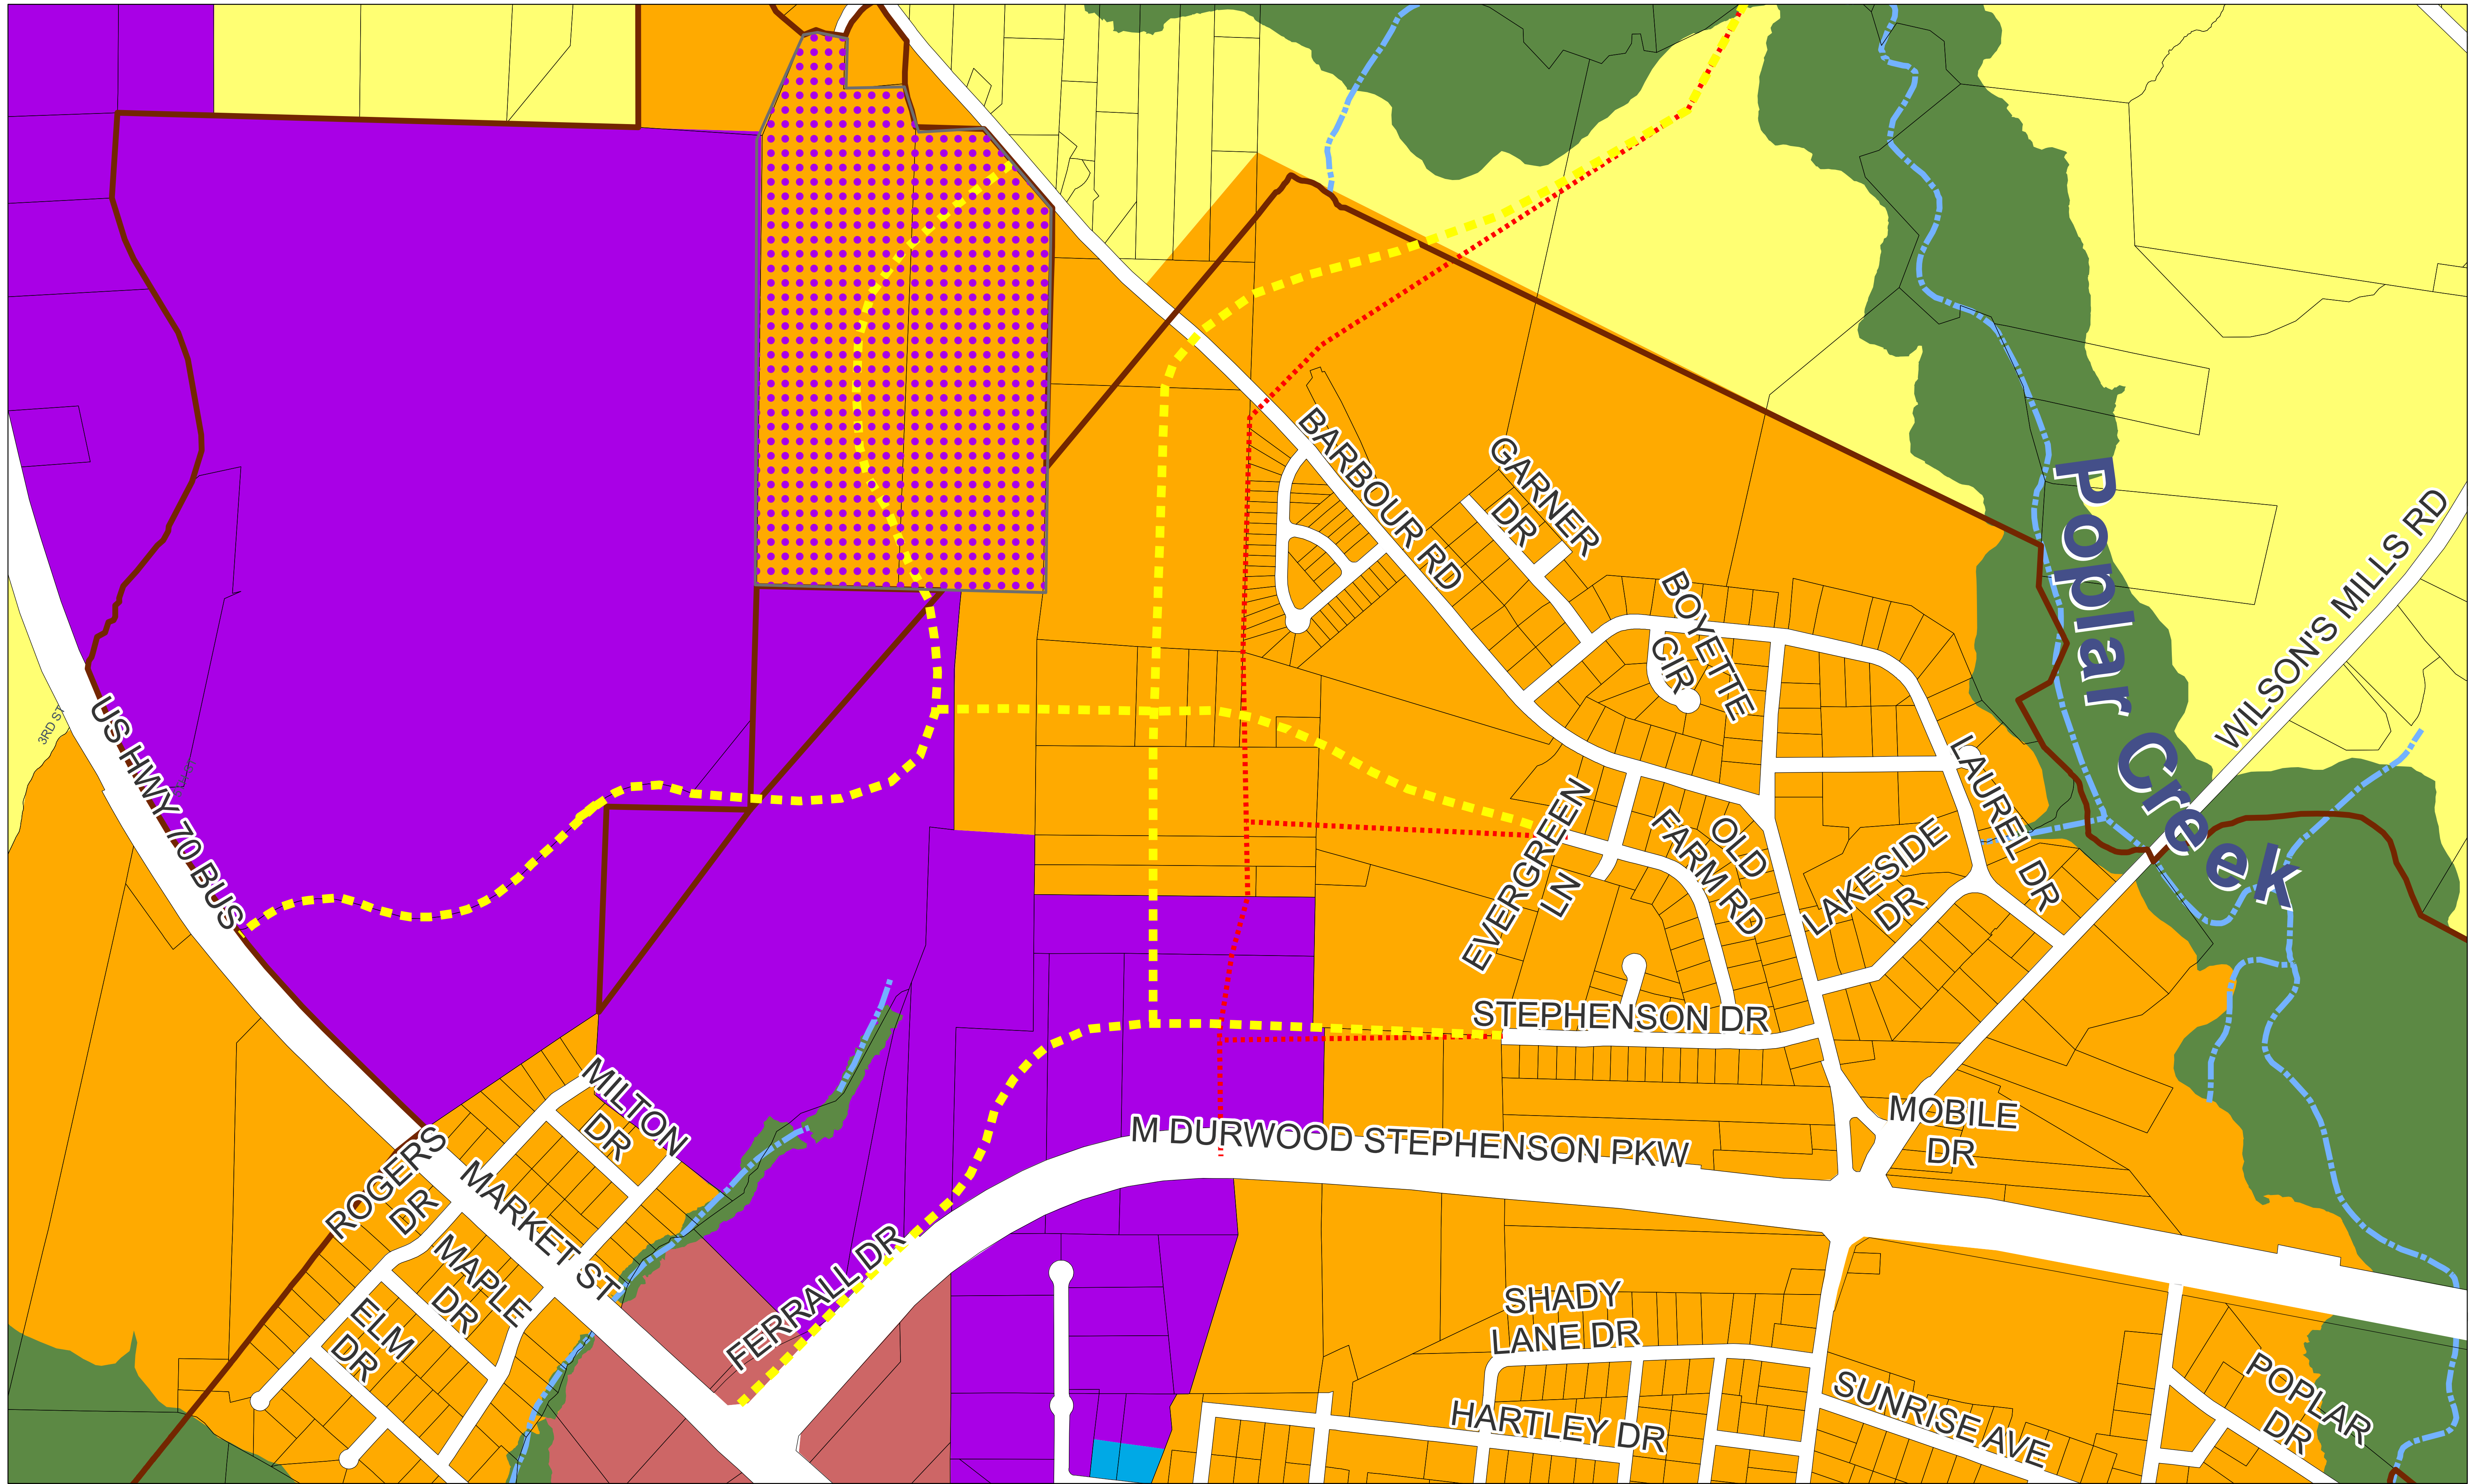 BARBOUR RD
GARNER
DR
BOYETTE
CIR
Poplar Creek
WILSON'S MILLS RD
3RD ST
US HWY 70 BUS
EVERGREEN
LN
OLD
FARM RD
LAUREL DR
LAKESIDE
DR
STEPHENSON DR
MILTON
DR
M DURWOOD STEPHENSON PKW
MOBILE
DR
ROGERS
DR
MARKET ST
MAPLE
DR
ELM
DR
FERRALL DR
SHADY
LANE DR
HARTLEY DR
SUNRISE AVE
POPLAR
DR